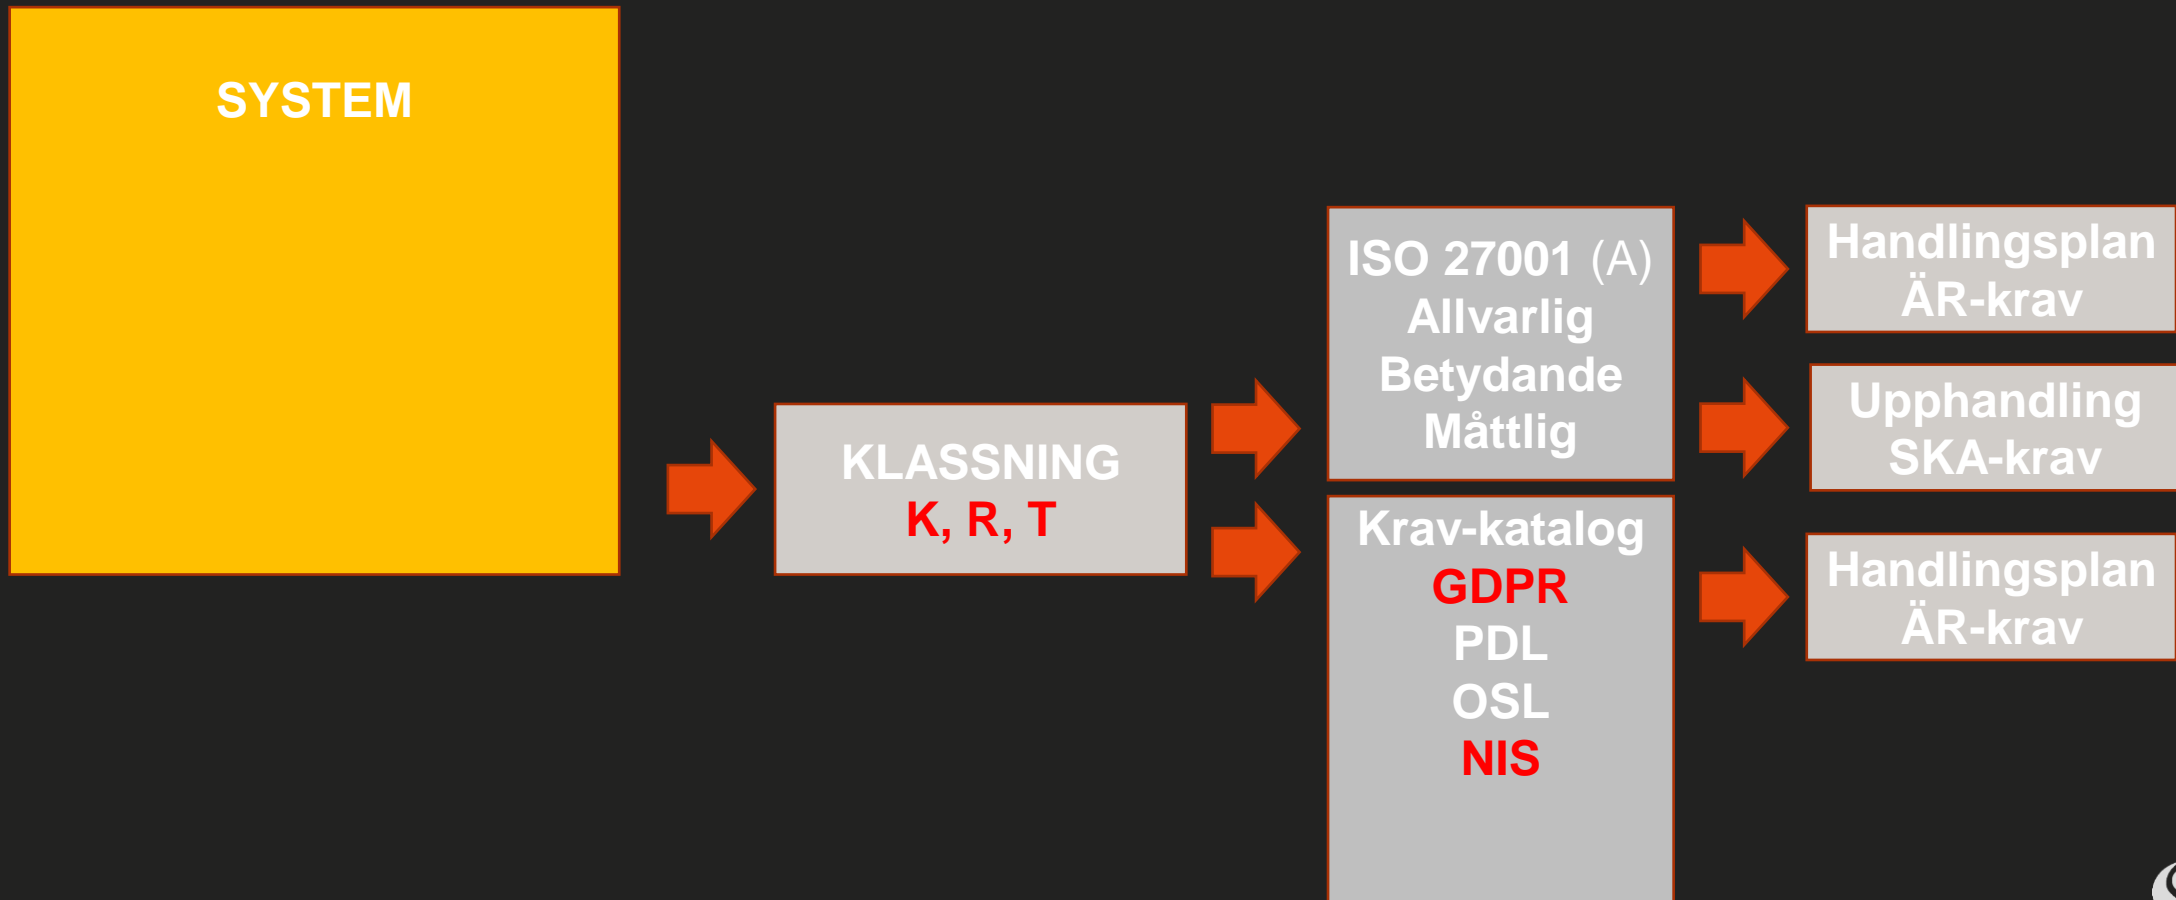 SYSTEM
KLASSNING
K, R, T
ISO 27001 (A)
Allvarlig
Betydande
Måttlig
Krav-katalog
GDPR
PDL
OSL
NIS
Handlingsplan
ÄR-krav
Upphandling
SKA-krav
Handlingsplan
ÄR-krav